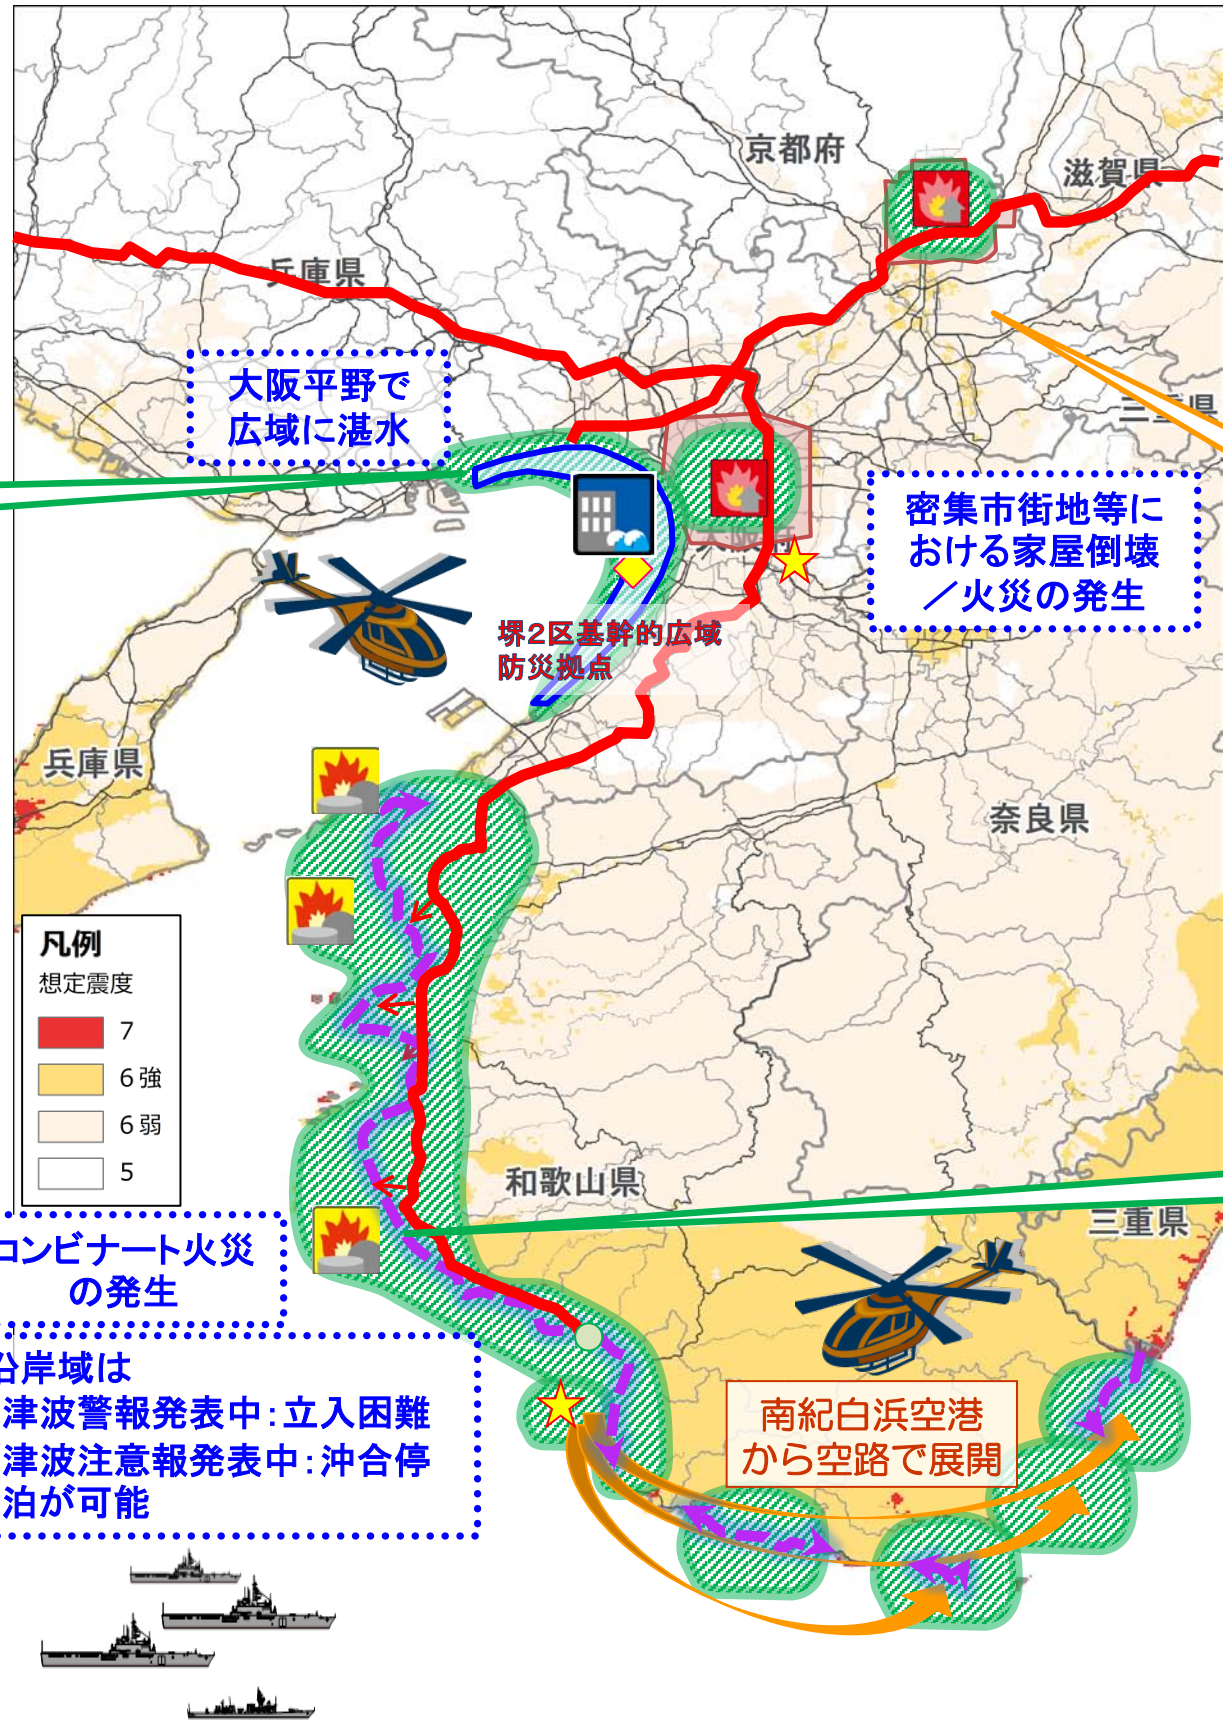 京都府
滋賀県
兵庫県
大阪平野で
広域に湛水
三重県
密集市街地等に
おける家屋倒壊
／火災の発生
大阪府
堺2区基幹的広域
防災拠点
兵庫県
奈良県
凡例
想定震度
7
6強
6弱
5
和歌山県
三重県
コンビナート火災
の発生
沿岸域は
津波警報発表中：立入困難
津波注意報発表中：沖合停
泊が可能
南紀白浜空港
から空路で展開